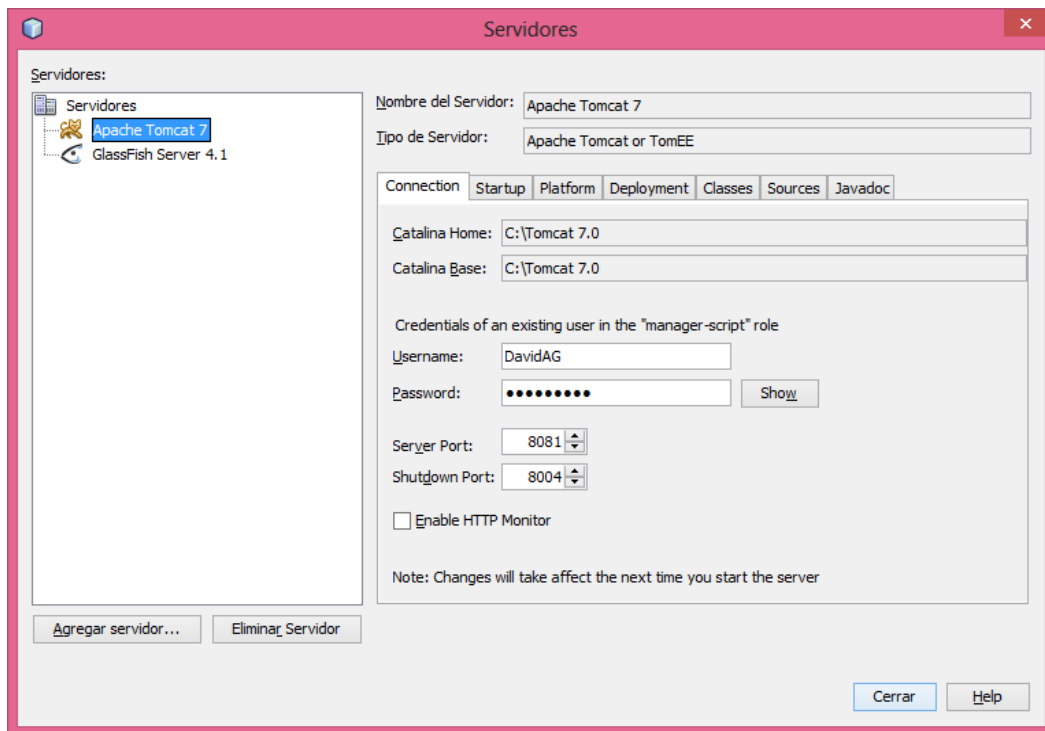 Servidores
Servidores:
Servidores
Apache Tomcat 7
GlassFish Server 4.1
Nombre del Servidor: Apache Tomcat 7
Tipo de Servidor: Apache Tomcat or TomEE
Connection Startup Platform Deployment Classes Sources Javadoc
Catalina Home: C:\Tomcat 7.0
Catalina Base: C:\Tomcat 7.0
Credentials of an existing user in the "manager-script" role
Username: DavidAG
Password: ●●●●●●●●● Show
Server Port: 8081
Shutdown Port: 8004
Enable HTTP Monitor
Note: Changes will take affect the next time you start the server
Agregar servidor... Eliminar Servidor
Cerrar Help